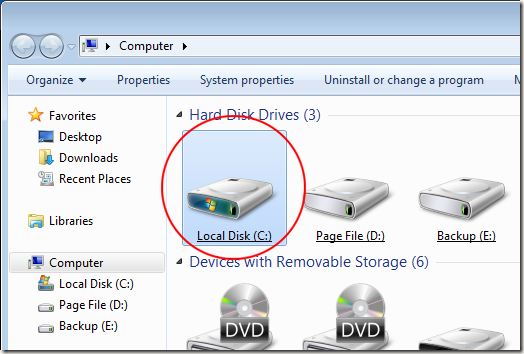 Computer
Organize Properties System properties Uninstall or change a program
Favorites
Desktop
Downloads
Recent Places
Libraries
Computer
Local Disk (C:)
Page File (D:)
Backup (E:)
Hard Disk Drives (3)
Local Disk (C:) Page File (D:) Backup (E:)
Devices with Removable Storage (6)
DVD DVD